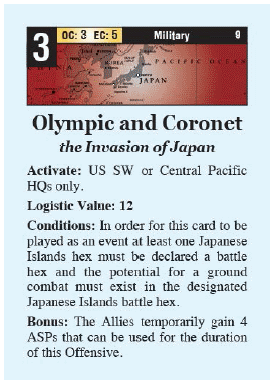 3
OC: 3 EC: 5 Military 9
KOREA
PACIFIC OCEAN
JAPAN
Olympic and Coronet
the Invasion of Japan
Activate: US SW or Central Pacific
HQs only.
Logistic Value: 12
Conditions: In order for this card to be
played as an event at least one Japanese
Islands hex must be declared a battle
hex and the potential for a ground
combat must exist in the designated
Japanese Islands battle hex.
Bonus: The Allies temporarily gain 4
ASPs that can be used for the duration
of this Offensive.